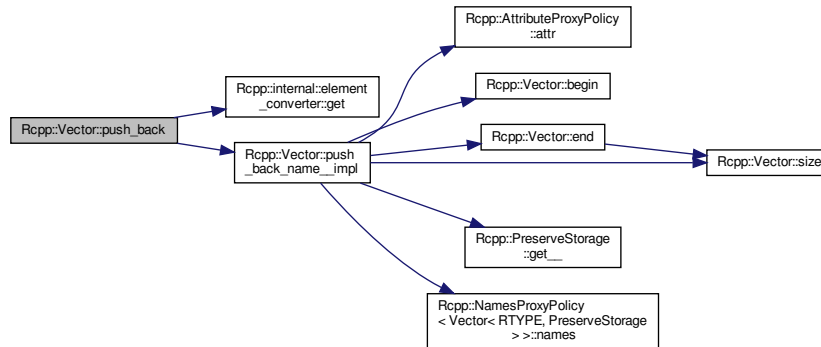 Rcpp::Vector::push_back
Rcpp::internal::element
_converter::get
Rcpp::Vector::push
_back_name__impl
Rcpp::AttributeProxyPolicy
::attr
Rcpp::Vector::begin
Rcpp::Vector::end
Rcpp::Vector::size
Rcpp::PreserveStorage
::get__
Rcpp::NamesProxyPolicy
< Vector< RTYPE, PreserveStorage
> >::names